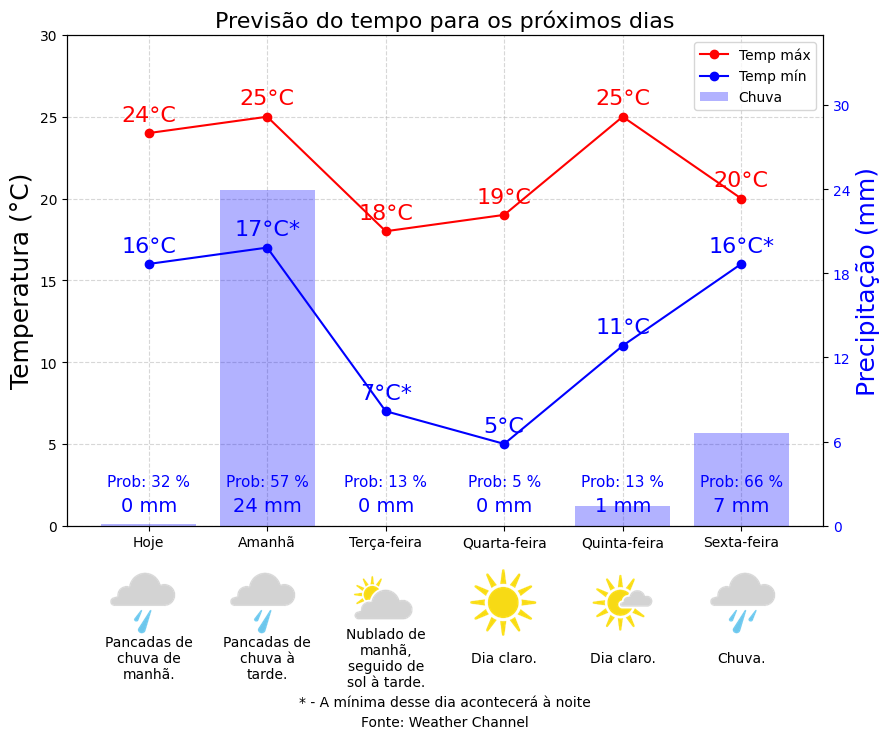 Previsão do tempo para os próximos dias
30
25
20
15
10
5
0
Temperatura (°C)
24°C
25°C
18°C
19°C
25°C
20°C
16°C
17°C*
7°C*
5°C
11°C
16°C*
Temp máx
Temp mín
Chuva
30
24
18
12
6
0
Precipitação (mm)
Prob: 32 %
Prob: 57 %
Prob: 13 %
Prob: 5 %
Prob: 13 %
Prob: 66 %
0 mm
24 mm
0 mm
0 mm
1 mm
7 mm
Hoje
Amanhã
Terça-feira
Quarta-feira
Quinta-feira
Sexta-feira
Pancadas de
chuva de
manhã.
Pancadas de
chuva à
tarde.
Nublado de
manhã,
seguido de
sol à tarde.
Dia claro.
Dia claro.
Chuva.
* - A mínima desse dia acontecerá à noite
Fonte: Weather Channel